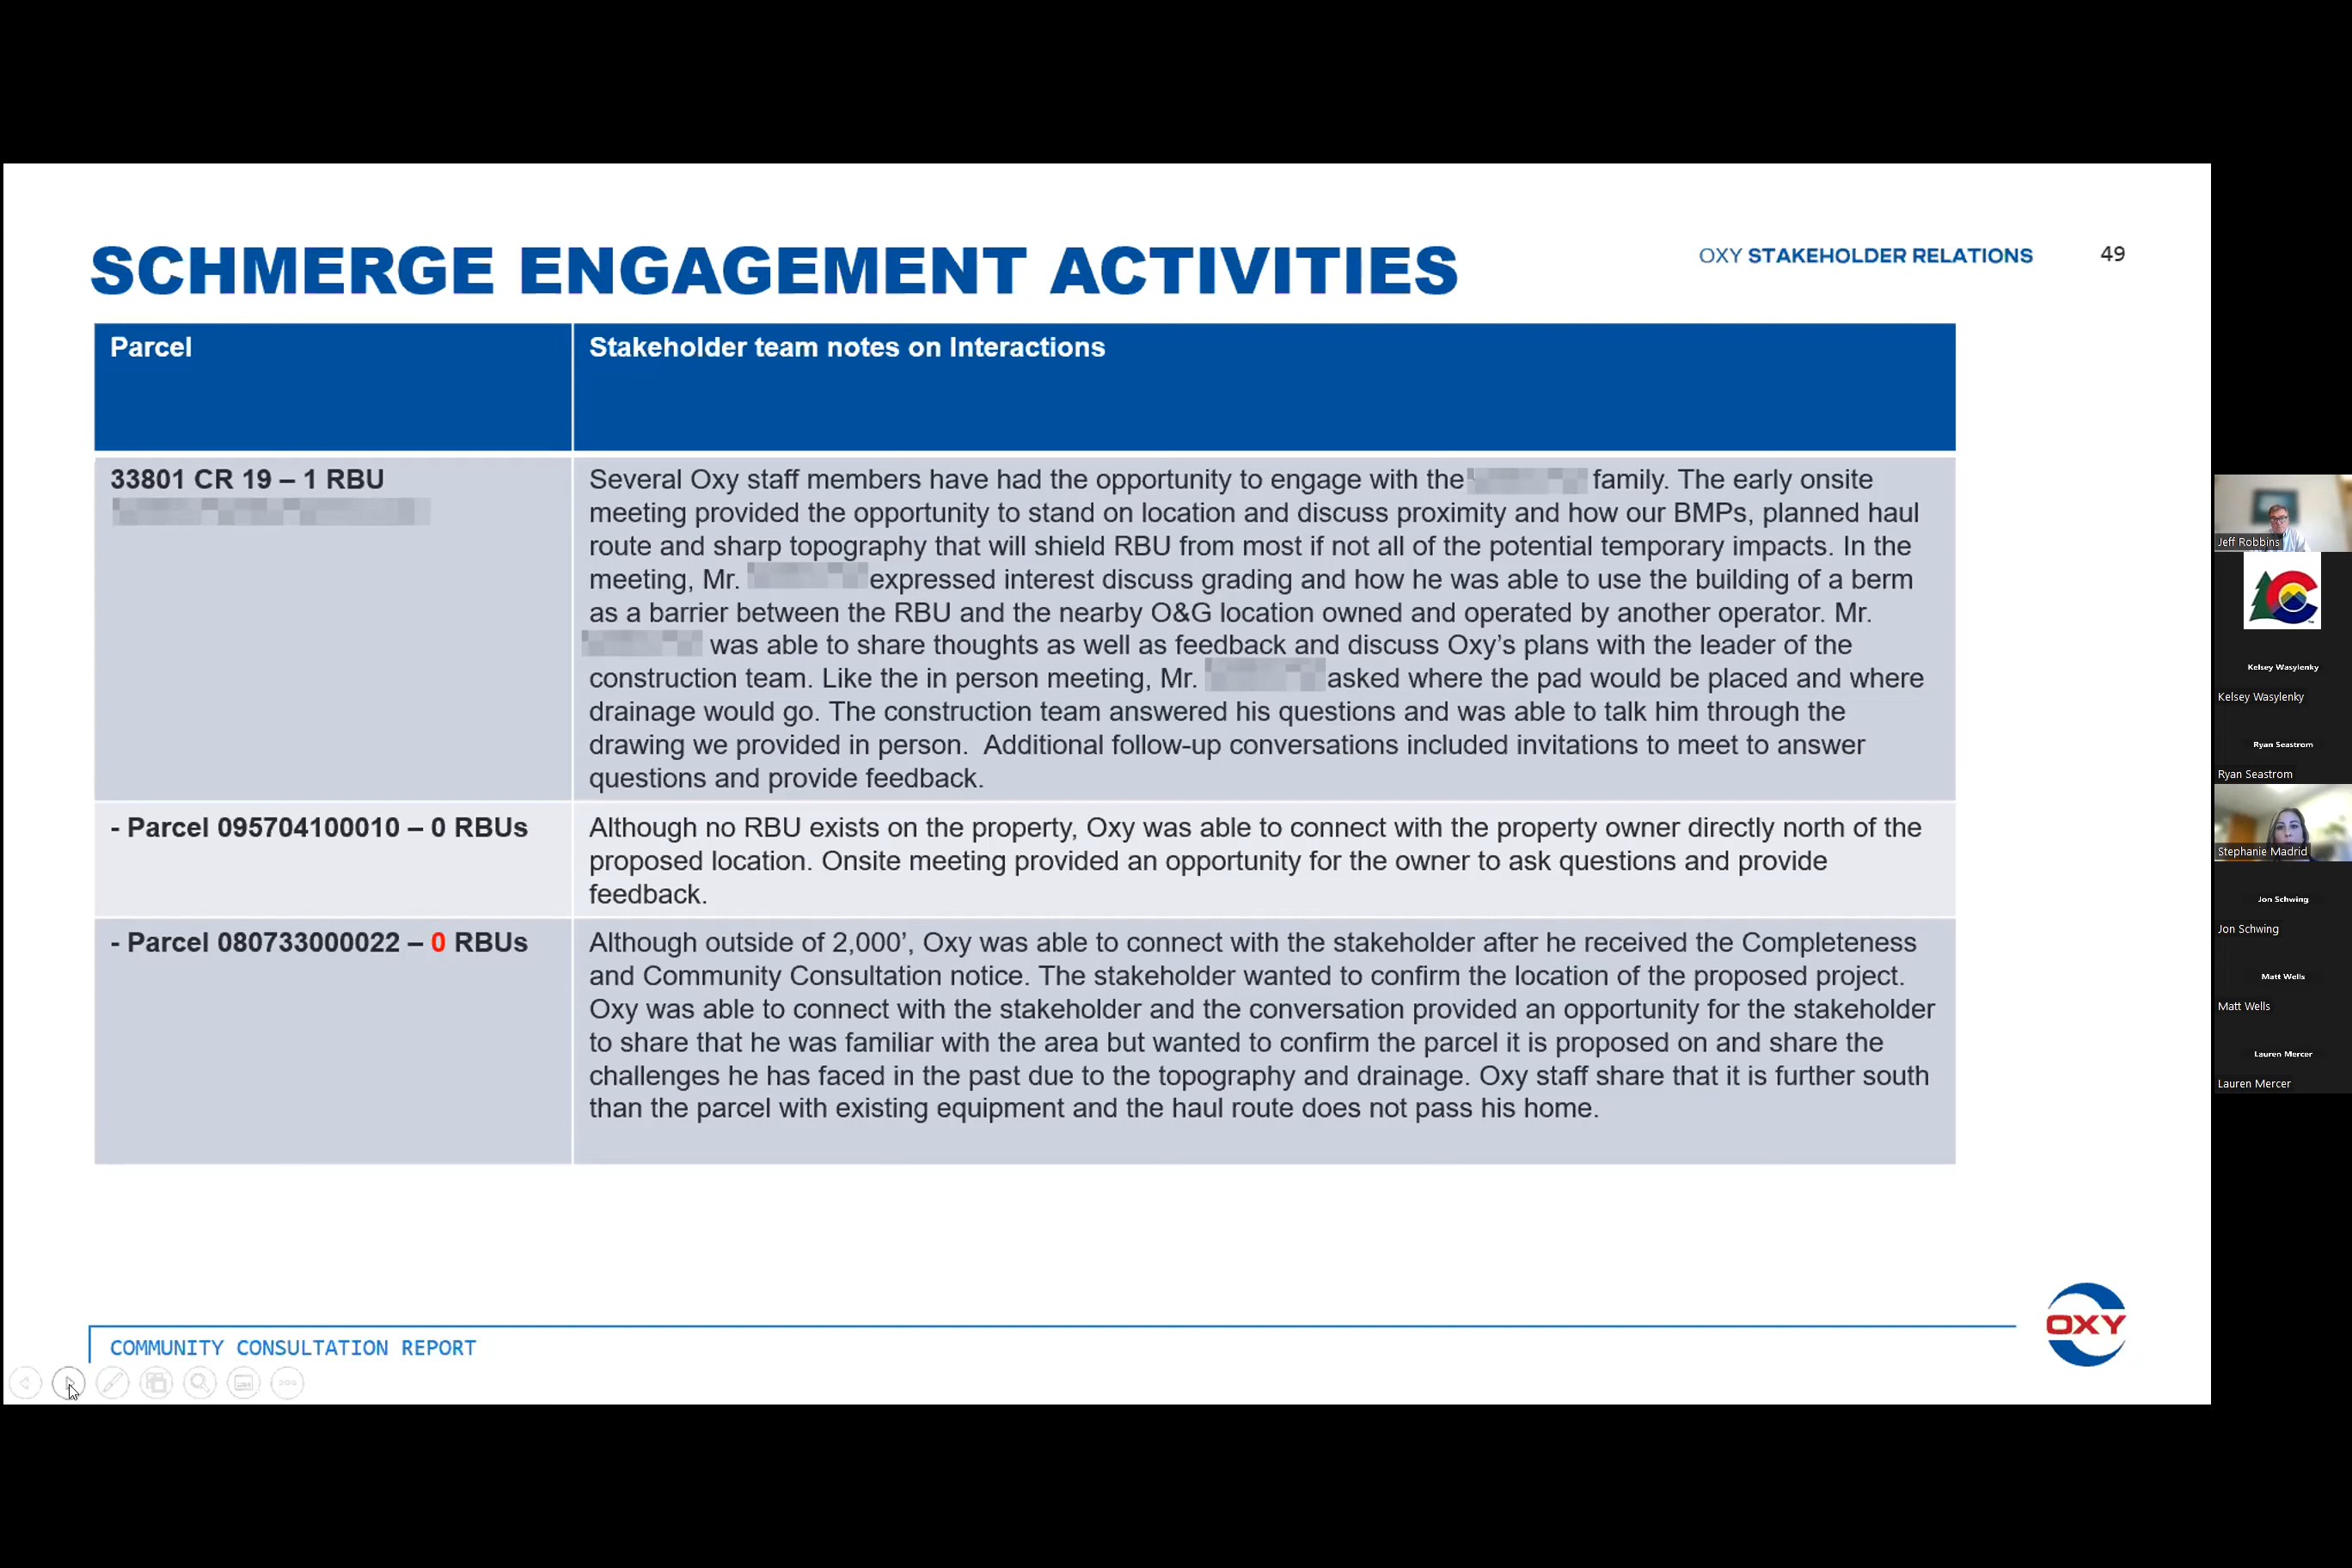 SCHMERGE ENGAGEMENT ACTIVITIES
OXY STAKEHOLDER RELATIONS
49
Parcel
Stakeholder team notes on Interactions
33801 CR 19 – 1 RBU
Several Oxy staff members have had the opportunity to engage with the family. The early onsite
meeting provided the opportunity to stand on location and discuss proximity and how our BMPs, planned haul
route and sharp topography that will shield RBU from most if not all of the potential temporary impacts. In the
meeting, Mr. expressed interest discuss grading and how he was able to use the building of a berm
as a barrier between the RBU and the nearby O&G location owned and operated by another operator. Mr.
was able to share thoughts as well as feedback and discuss Oxy’s plans with the leader of the
construction team. Like the in person meeting, Mr. asked where the pad would be placed and where
drainage would go. The construction team answered his questions and was able to talk him through the
drawing we provided in person.  Additional follow-up conversations included invitations to meet to answer
questions and provide feedback.
- Parcel 095704100010 – 0 RBUs
Although no RBU exists on the property, Oxy was able to connect with the property owner directly north of the
proposed location. Onsite meeting provided an opportunity for the owner to ask questions and provide
feedback.
- Parcel 080733000022 – 0 RBUs
Although outside of 2,000’, Oxy was able to connect with the stakeholder after he received the Completeness
and Community Consultation notice. The stakeholder wanted to confirm the location of the proposed project.
Oxy was able to connect with the stakeholder and the conversation provided an opportunity for the stakeholder
to share that he was familiar with the area but wanted to confirm the parcel it is proposed on and share the
challenges he has faced in the past due to the topography and drainage. Oxy staff share that it is further south
than the parcel with existing equipment and the haul route does not pass his home.
COMMUNITY CONSULTATION REPORT
OXY
Jeff Robbins
Kelsey Wasylenky
Kelsey Wasylenky
Ryan Seastrom
Ryan Seastrom
Stephanie Madrid
Jon Schwing
Jon Schwing
Matt Wells
Matt Wells
Lauren Mercer
Lauren Mercer